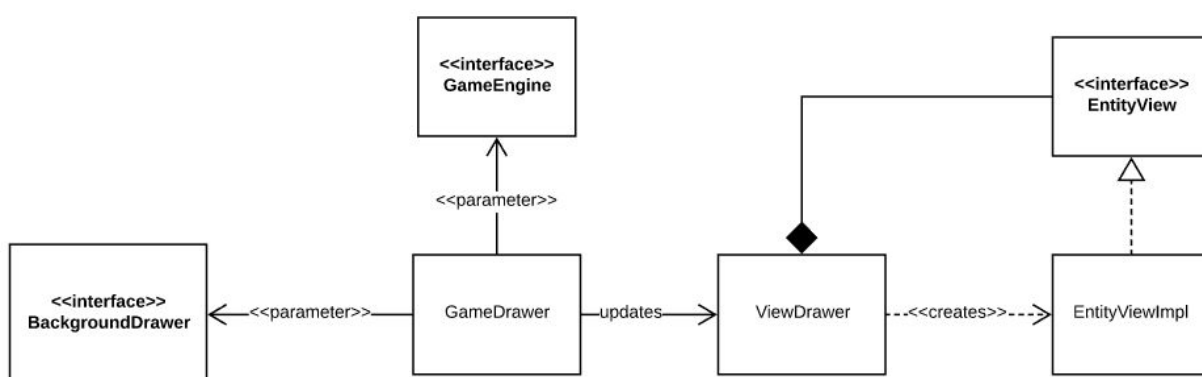 <<interface>>
GameEngine
<<interface>>
EntityView
<<parameter>>
<<interface>>
BackgroundDrawer
<<parameter>>
GameDrawer
updates
ViewDrawer
<<creates>>
EntityViewImpl